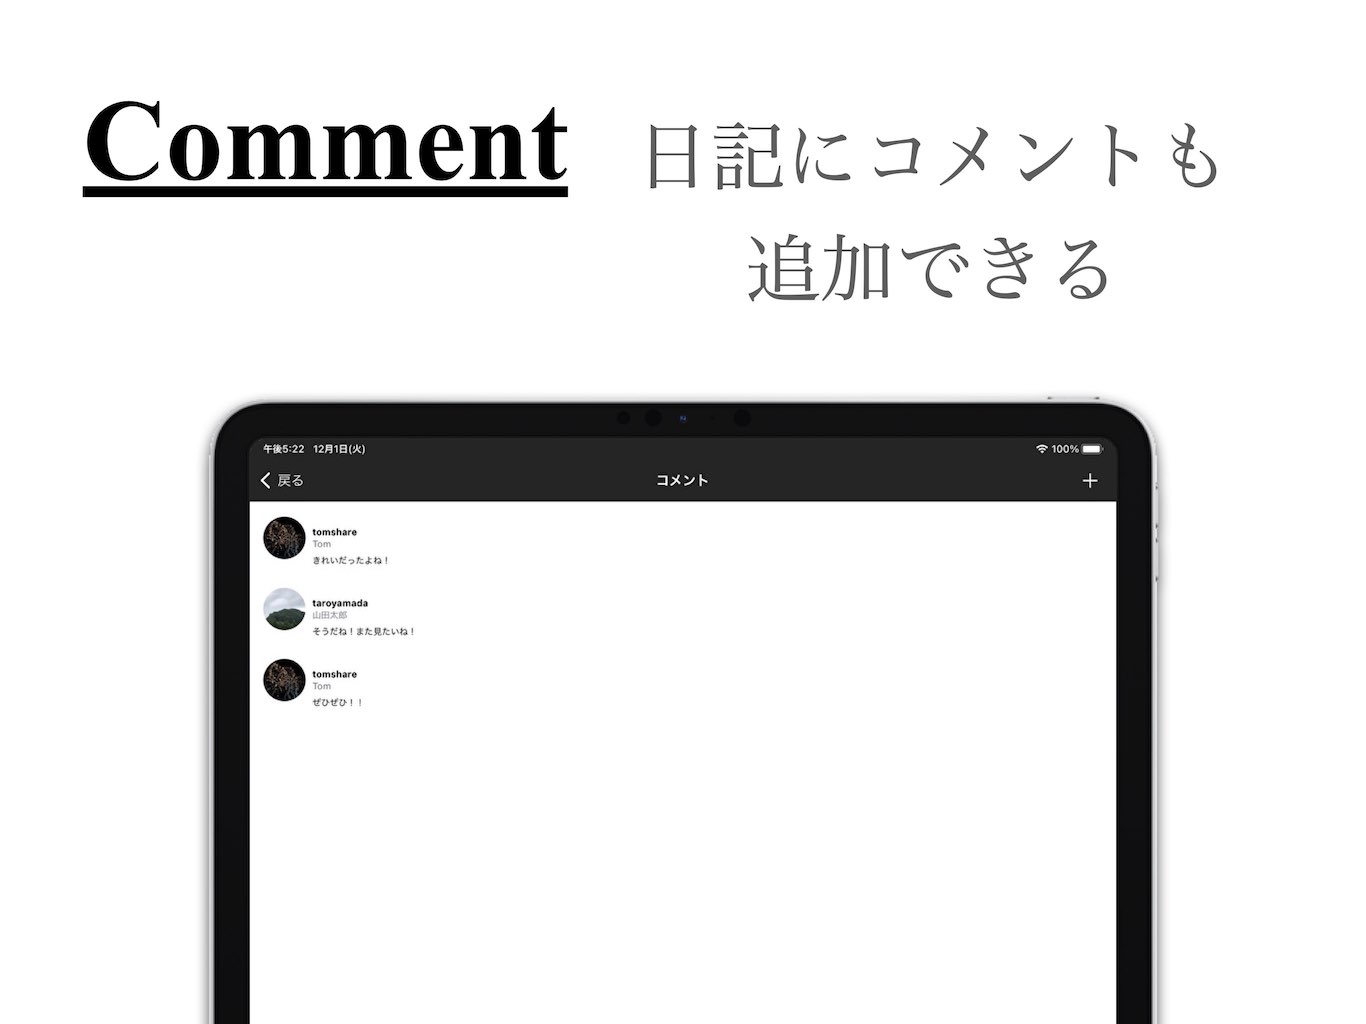 Comment
日記にコメントも
追加できる
午後5:22 12月1日(火)
100%
戻る
コメント
tomshare
Tom
きれいだったよね！
taroyamada
山田太郎
そうだね！また見たいね！
tomshare
Tom
ぜひぜひ！！